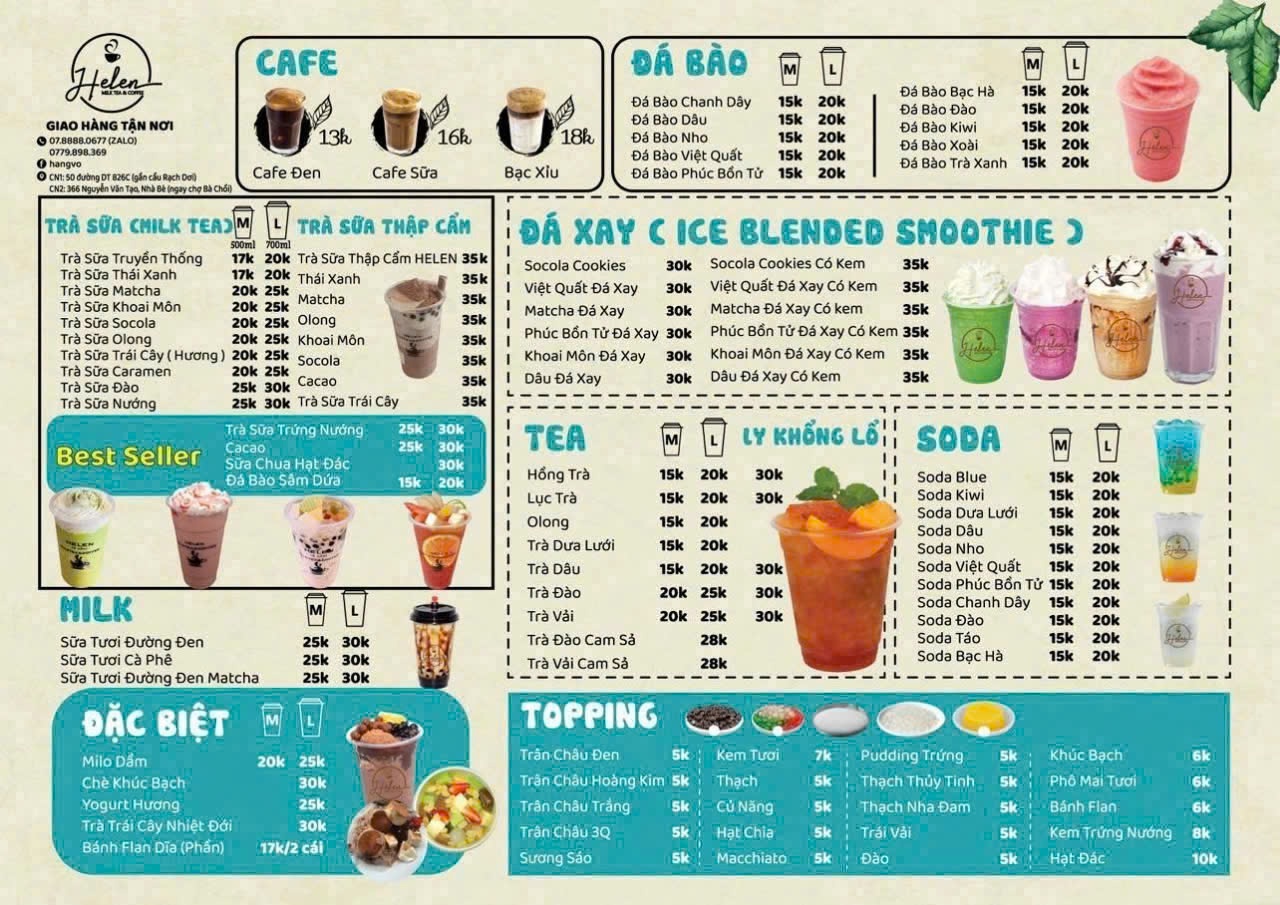 Helen
MILK TEA & COFFEE
GIAO HÀNG TẬN NƠI
07.8888.0677 (ZALO)
0779.898.369
hangvo
CN1: 50 đường DT 826C (gần cầu Rạch Dơi)
CN2: 366 Nguyễn Văn Tạo, Nhà Bè (ngay chợ Bà Chồi)
CAFE
13k 16k 18k
Cafe Đen Cafe Sữa Bạc Xỉu
ĐÁ BÀO M L
Đá Bào Chanh Dây 15k 20k
Đá Bào Dâu 15k 20k
Đá Bào Nho 15k 20k
Đá Bào Việt Quất 15k 20k
Đá Bào Phúc Bồn Tử 15k 20k
M L
Đá Bào Bạc Hà 15k 20k
Đá Bào Đào 15k 20k
Đá Bào Kiwi 15k 20k
Đá Bào Xoài 15k 20k
Đá Bào Trà Xanh 15k 20k
Helen
TRÀ SỮA (MILK TEA) M L
500ml 700ml
Trà Sữa Truyền Thống 17k 20k
Trà Sữa Thái Xanh 17k 20k
Trà Sữa Matcha 20k 25k
Trà Sữa Khoai Môn 20k 25k
Trà Sữa Socola 20k 25k
Trà Sữa Olong 20k 25k
Trà Sữa Trái Cây ( Hương ) 20k 25k
Trà Sữa Caramen 20k 25k
Trà Sữa Đào 25k 30k
Trà Sữa Nướng 25k 30k
TRÀ SỮA THẬP CẨM
Trà Sữa Thập Cẩm HELEN 35k
Thái Xanh 35k
Matcha 35k
Olong 35k
Khoai Môn 35k
Socola 35k
Cacao 35k
Trà Sữa Trái Cây 35k
Best Seller
Trà Sữa Trứng Nướng 25k 30k
Cacao 25k 30k
Sữa Chua Hạt Đác 30k
Đá Bào Sâm Dứa 15k 20k
HELEN
HELEN
HELEN
ĐÁ XAY ( ICE BLENDED SMOOTHIE )
Socola Cookies 30k
Việt Quất Đá Xay 30k
Matcha Đá Xay 30k
Phúc Bồn Tử Đá Xay 30k
Khoai Môn Đá Xay 30k
Dâu Đá Xay 30k
Socola Cookies Có Kem 35k
Việt Quất Đá Xay Có Kem 35k
Matcha Đá Xay Có kem 35k
Phúc Bồn Tử Đá Xay Có Kem 35k
Khoai Môn Đá Xay Có Kem 35k
Dâu Đá Xay Có Kem 35k
Helen
Helen
Helen
Helen
TEA M L LY KHỔNG LỒ
Hồng Trà 15k 20k 30k
Lục Trà 15k 20k 30k
Olong 15k 20k
Trà Dưa Lưới 15k 20k
Trà Dâu 15k 20k 30k
Trà Đào 20k 25k 30k
Trà Vải 20k 25k 30k
Trà Đào Cam Sả 28k
Trà Vải Cam Sả 28k
SODA M L
Soda Blue 15k 20k
Soda Kiwi 15k 20k
Soda Dưa Lưới 15k 20k
Soda Dâu 15k 20k
Soda Nho 15k 20k
Soda Việt Quất 15k 20k
Soda Phúc Bồn Tử 15k 20k
Soda Chanh Dây 15k 20k
Soda Đào 15k 20k
Soda Táo 15k 20k
Soda Bạc Hà 15k 20k
Helen
Helen
MILK M L
Sữa Tươi Đường Đen 25k 30k
Sữa Tươi Cà Phê 25k 30k
Sữa Tươi Đường Đen Matcha 25k 30k
ĐẶC BIỆT M L
Milo Dầm 20k 25k
Chè Khúc Bạch 30k
Yogurt Hương 25k
Trà Trái Cây Nhiệt Đới 30k
Bánh Flan Dĩa (Phần) 17k/2 cái
Helen
TOPPING
Trân Châu Đen 5k
Trân Châu Hoàng Kim 5k
Trân Châu Trắng 5k
Trân Châu 3Q 5k
Sương Sáo 5k
Kem Tươi 7k
Thạch 5k
Củ Năng 5k
Hạt Chia 5k
Macchiato 5k
Pudding Trứng 5k
Thạch Thủy Tinh 5k
Thạch Nha Đam 5k
Trái Vải 5k
Đào 5k
Khúc Bạch 6k
Phô Mai Tươi 6k
Bánh Flan 6k
Kem Trứng Nướng 8k
Hạt Đác 10k